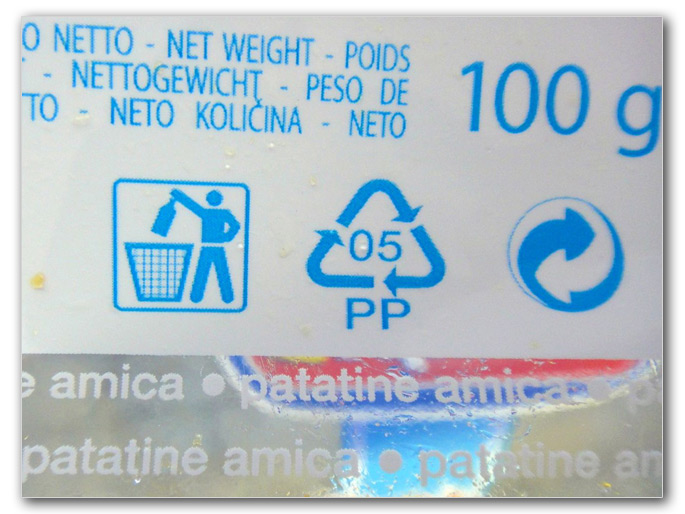 O NETTO - NET WEIGHT - POIDS
- NETTOGEWICHT - PESO DE
TO - NETO KOLIČINA - NETO
100 g
05
PP
e amica • patatine amica • p
patatine amica • patatine am